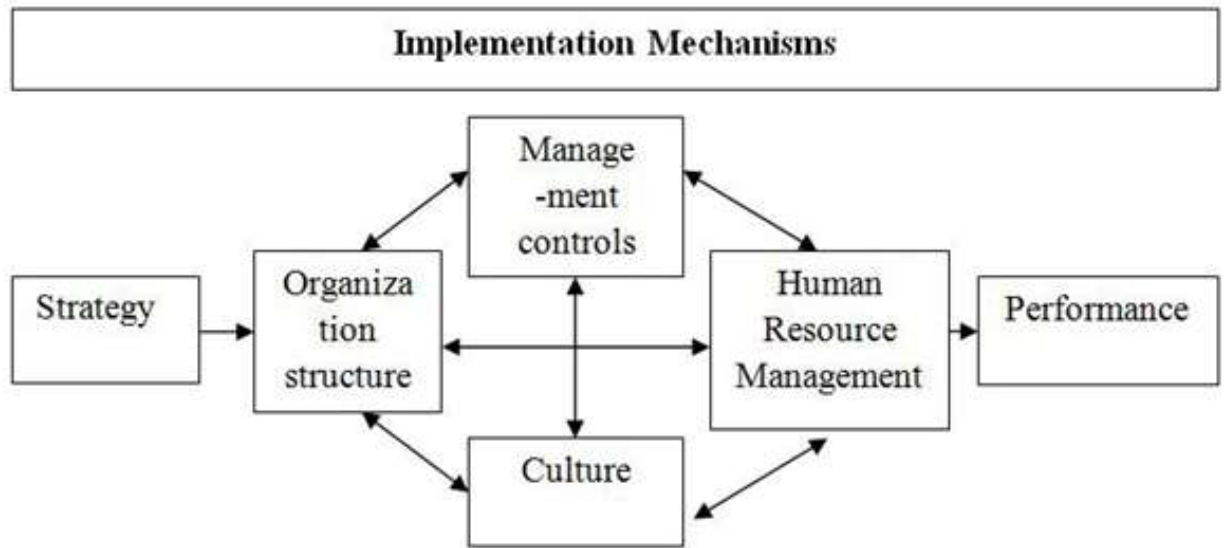 Implementation Mechanisms
Manage
-ment
controls
Strategy
Organiza
tion
structure
Human
Resource
Management
Performance
Culture